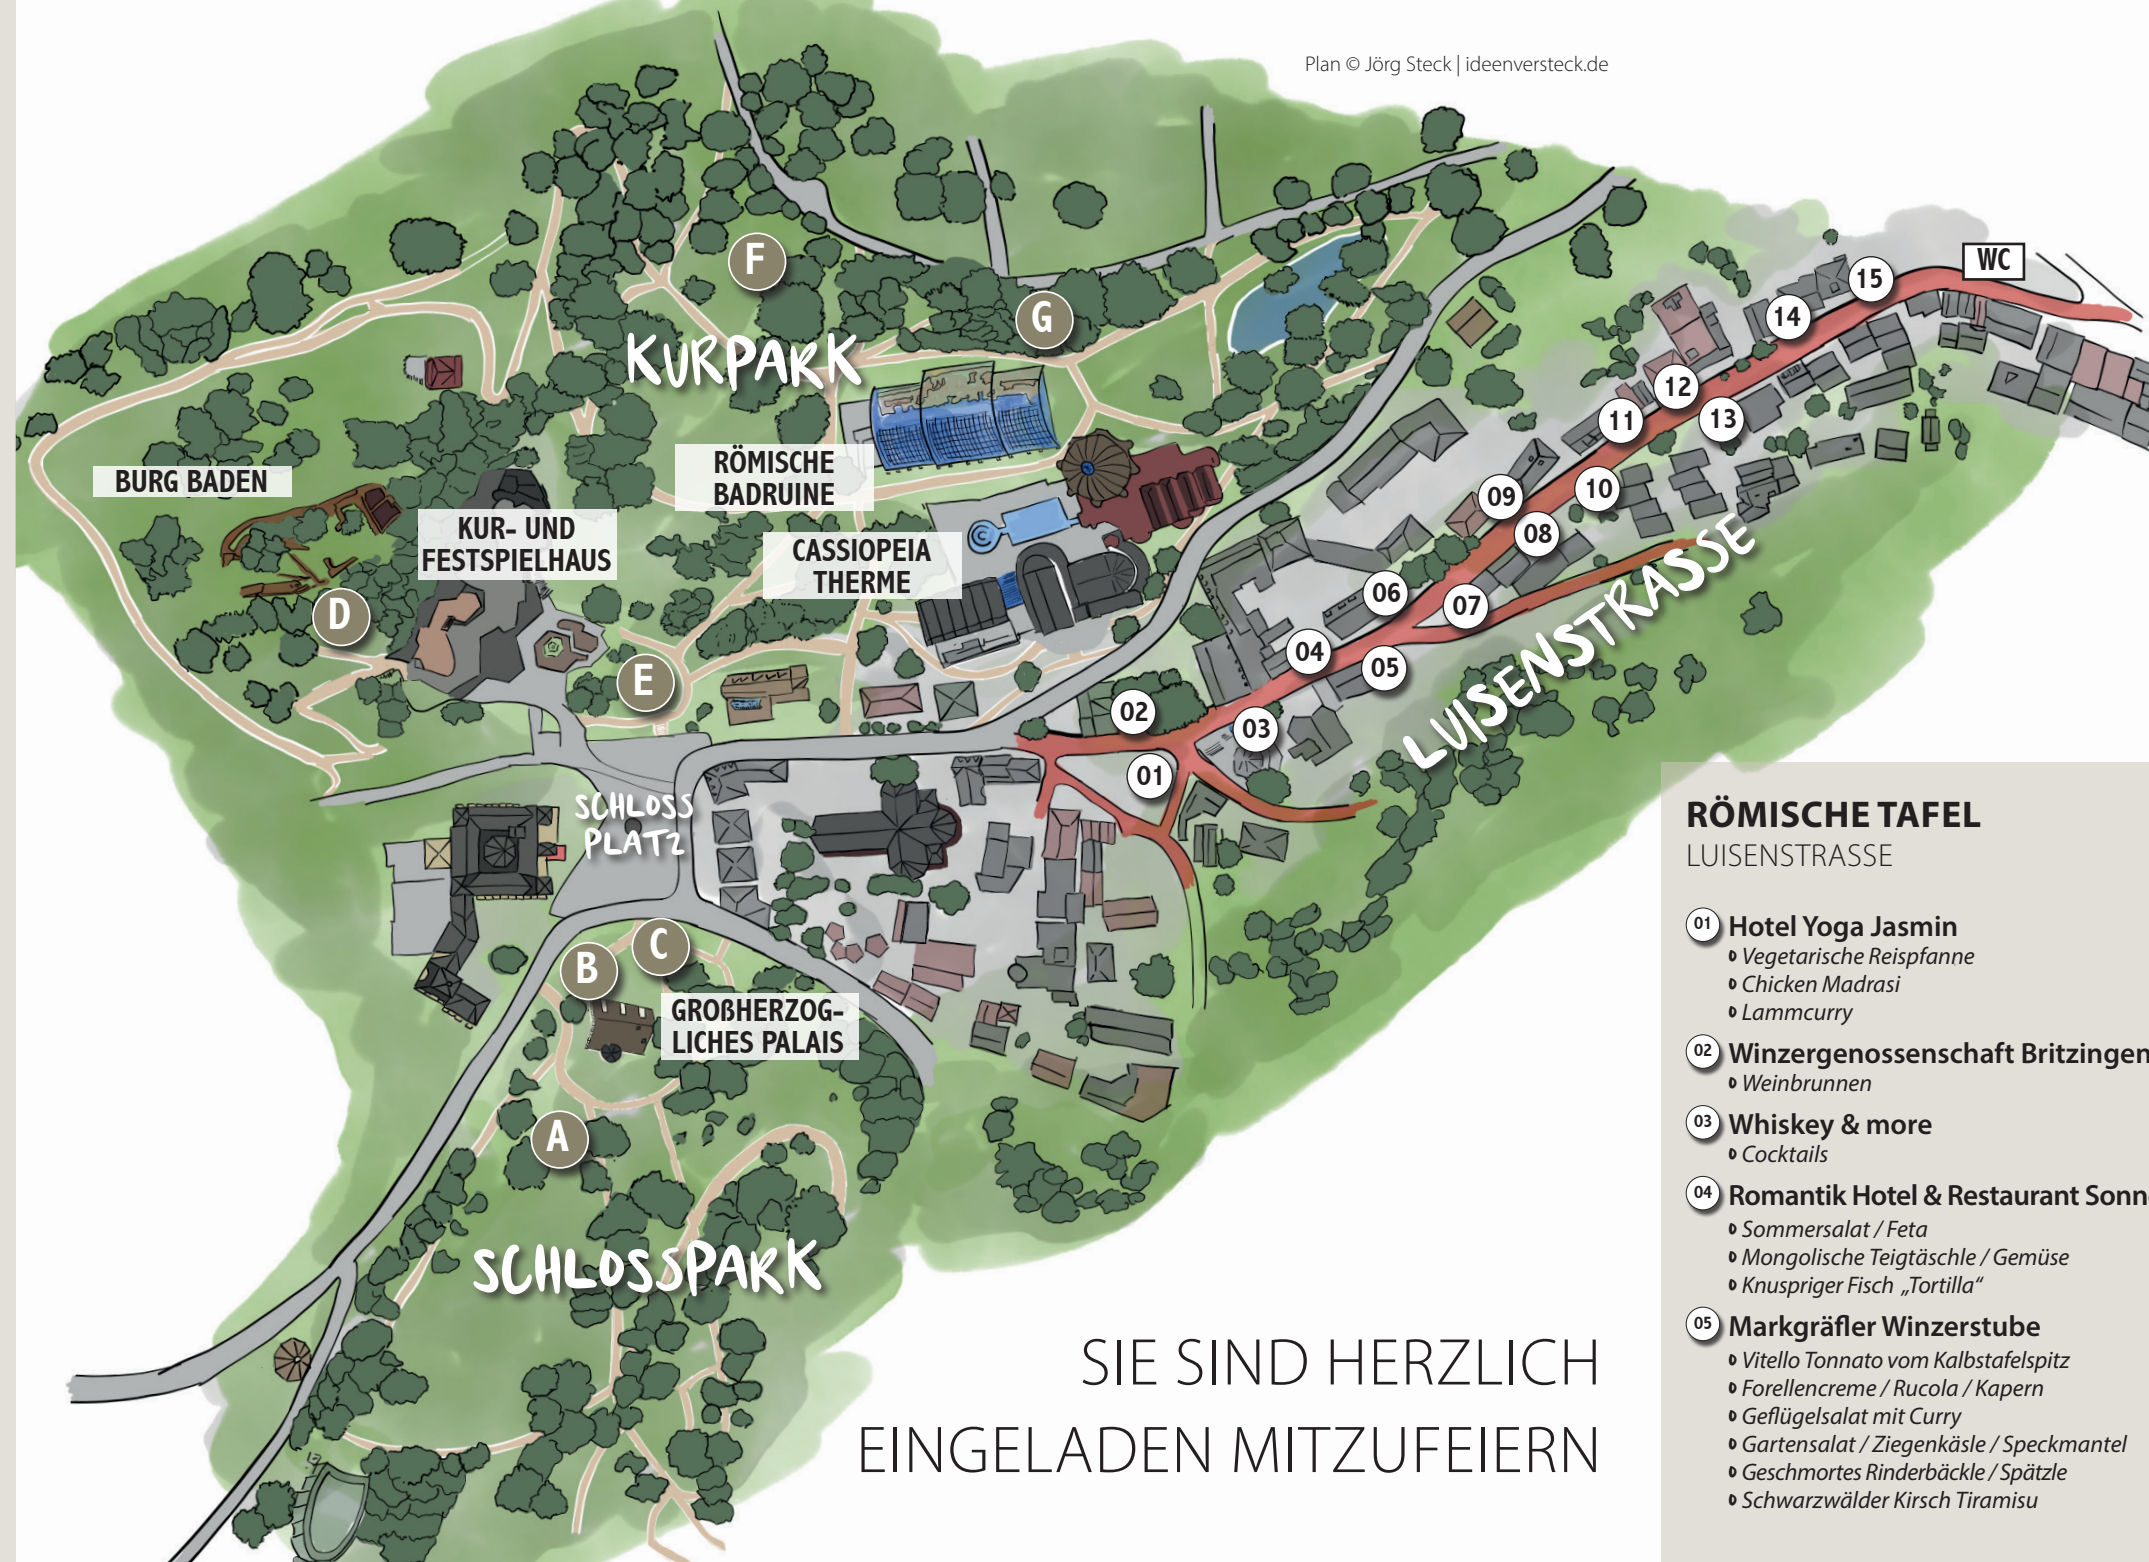 Plan © Jörg Steck | ideenversteck.de
WC
15
14
F
G
KURPARK
12
13
11
RÖMISCHE
BADRUINE
BURG BADEN
10
09
KUR- UND
FESTSPIELHAUS
08
CASSIOPEIA
THERME
06
07
D
LUISENSTRASSE
04
05
E
02
03
01
SCHLOSS
PLATZ
C
B
GROßHERZOG-
LICHES PALAIS
A
SCHLOSSPARK
SIE SIND HERZLICH
EINGELADEN MITZUFEIERN
RÖMISCHE TAFEL
LUISENSTRASSE
01 Hotel Yoga Jasmin
Vegetarische Reispfanne
Chicken Madrasi
Lammcurry
02 Winzergenossenschaft Britzingen
Weinbrunnen
03 Whiskey & more
Cocktails
04 Romantik Hotel & Restaurant Sonn
Sommersalat / Feta
Mongolische Teigtäschle / Gemüse
Knuspriger Fisch „Tortilla“
05 Markgräfler Winzerstube
Vitello Tonnato vom Kalbstafelspitz
Forellencreme / Rucola / Kapern
Geflügelsalat mit Curry
Gartensalat / Ziegenkäsle / Speckmantel
Geschmortes Rinderbäckle / Spätzle
Schwarzwälder Kirsch Tiramisu